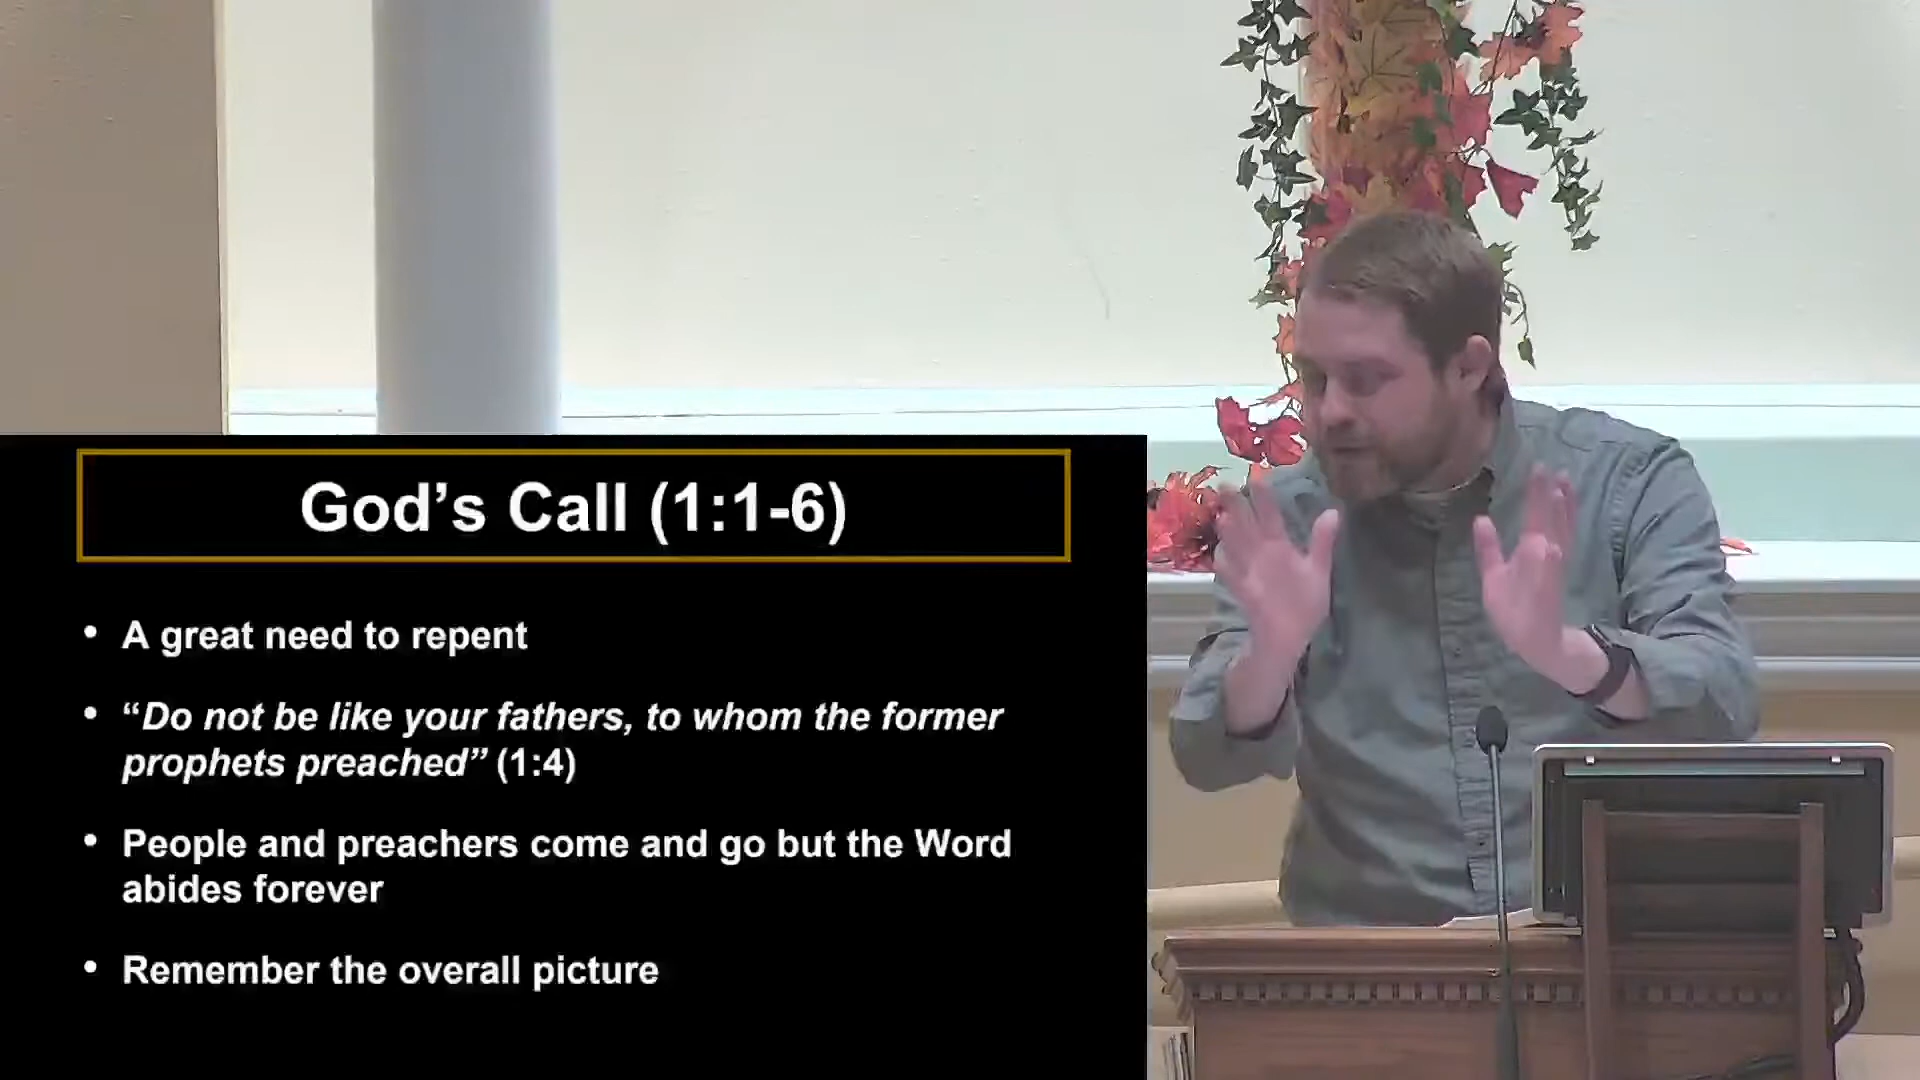 God’s Call (1:1-6)
• A great need to repent
• “Do not be like your fathers, to whom the former
prophets preached” (1:4)
• People and preachers come and go but the Word
abides forever
• Remember the overall picture